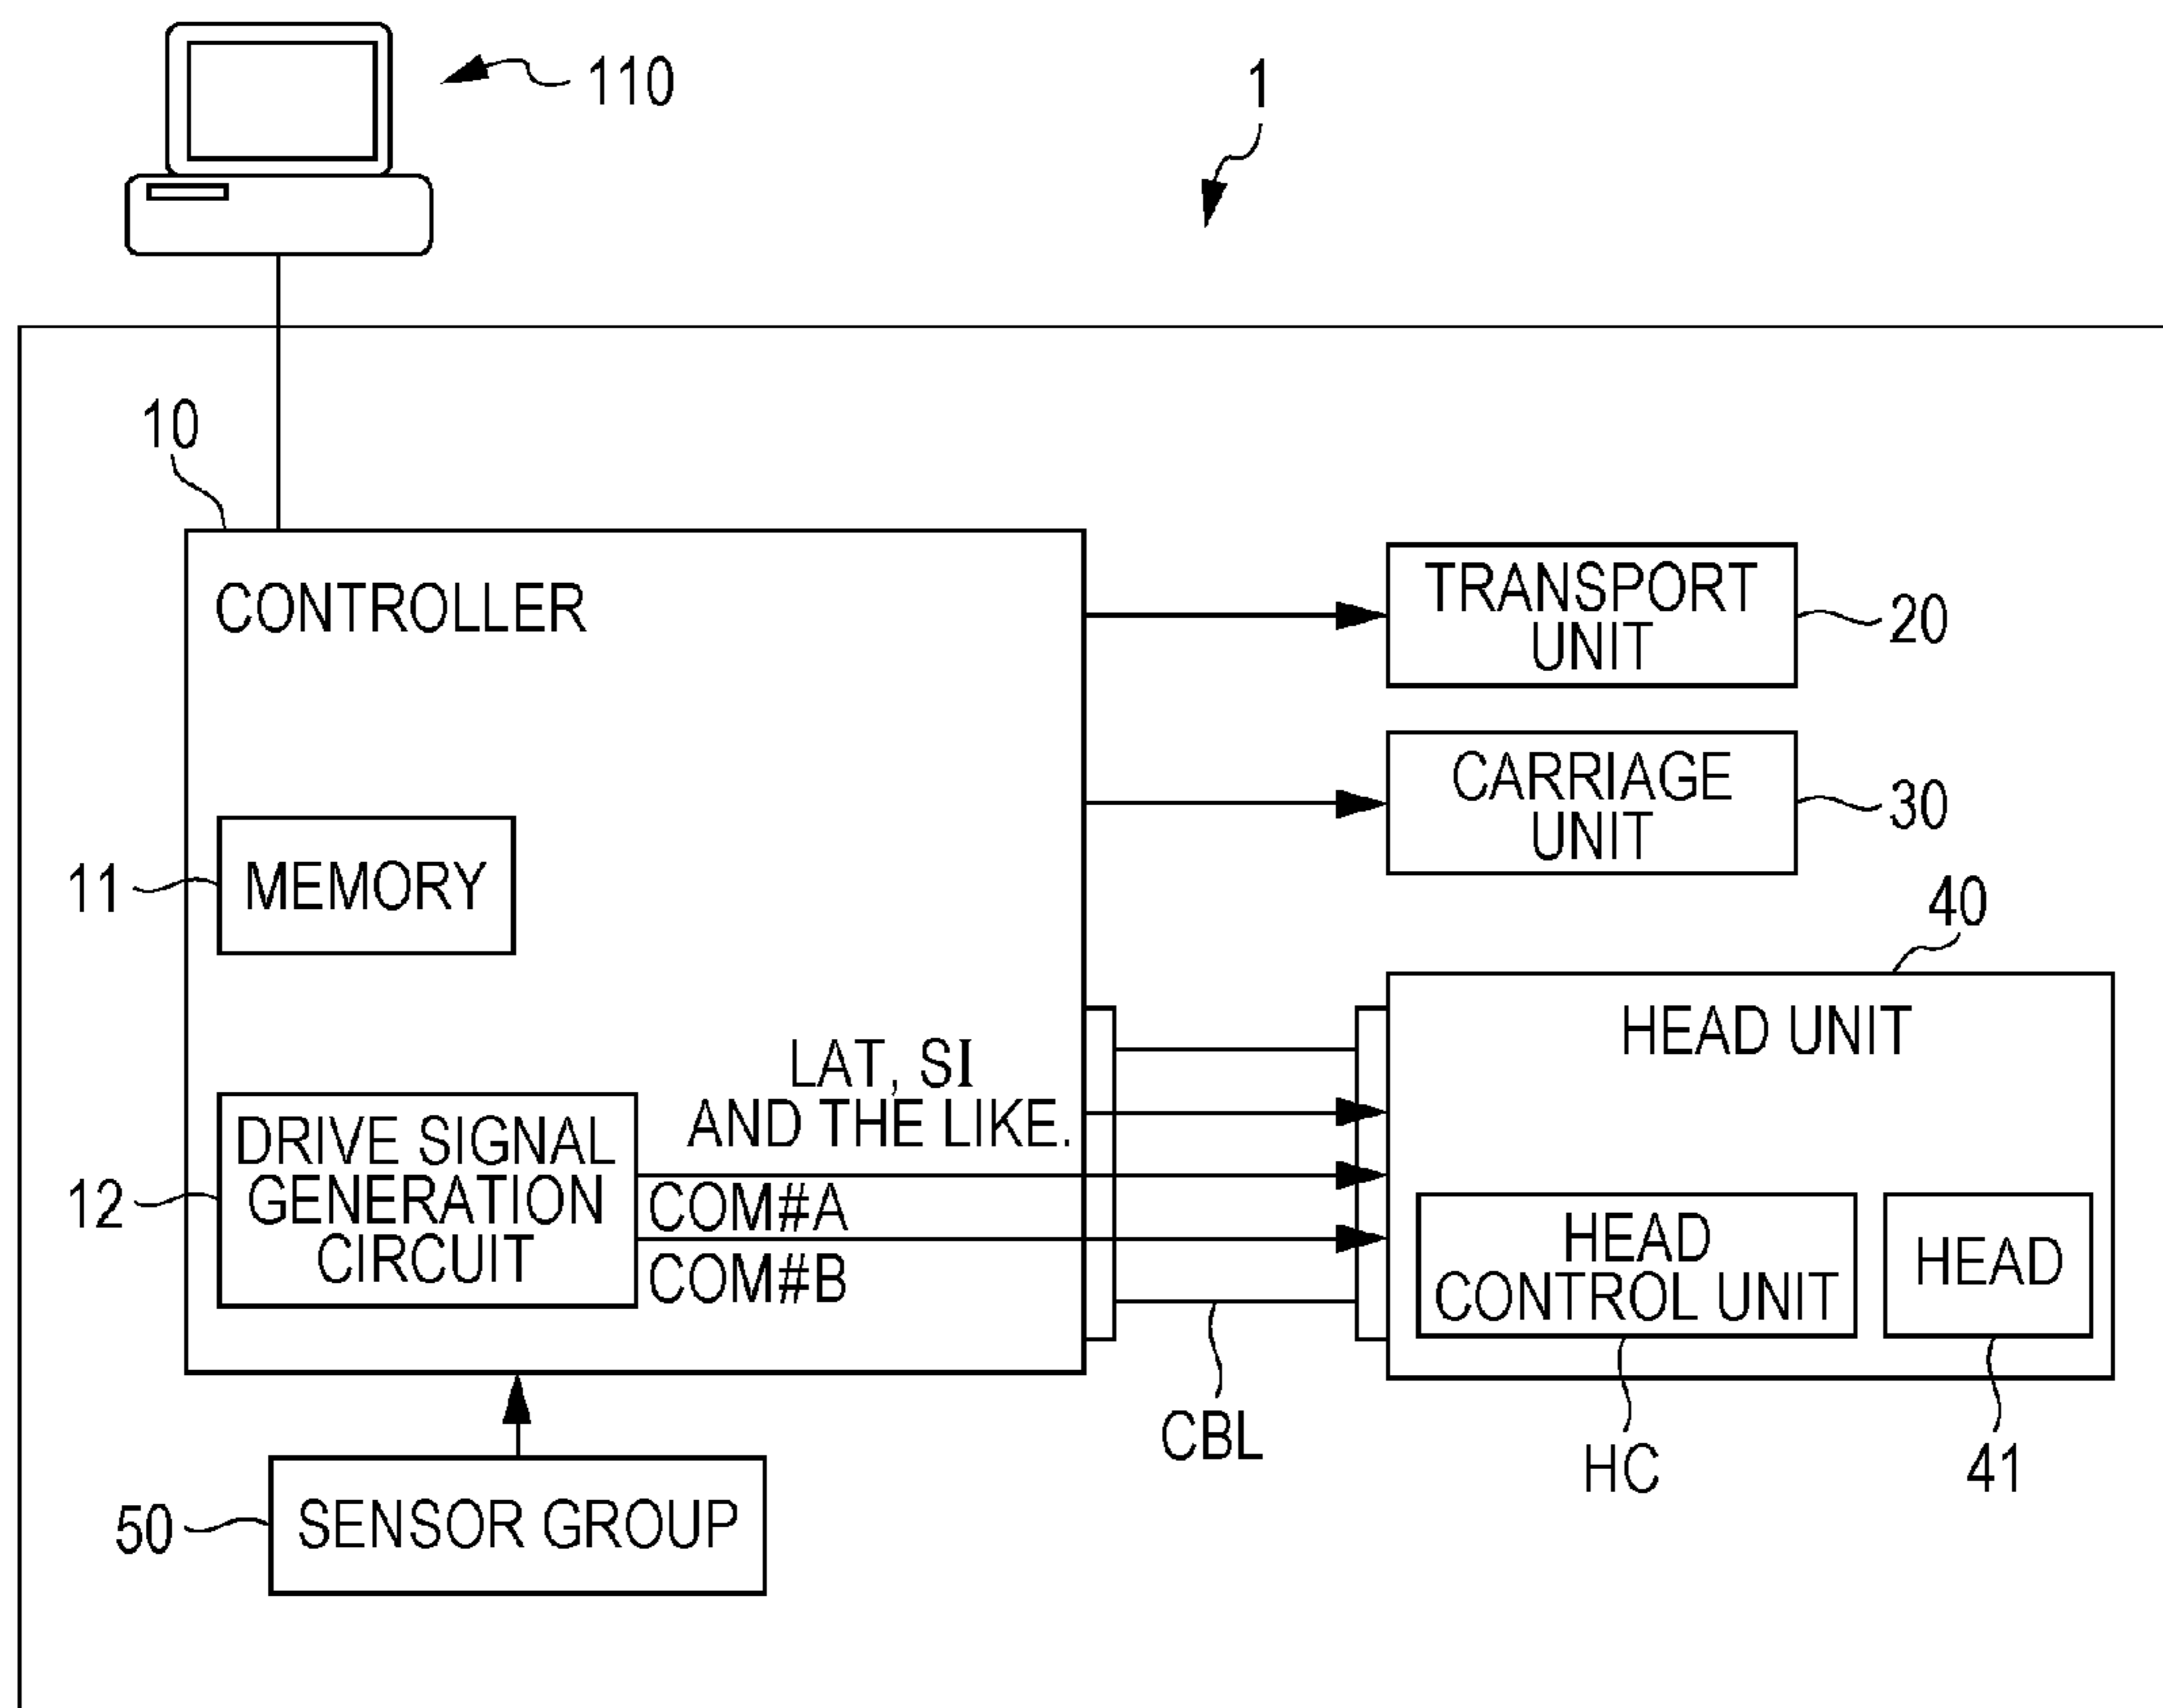 110
1
10
CONTROLLER
TRANSPORT
UNIT
20
CARRIAGE
UNIT
30
11
MEMORY
40
HEAD UNIT
LAT, SI
AND THE LIKE.
12
DRIVE SIGNAL
GENERATION
CIRCUIT
COM#A
COM#B
HEAD
CONTROL UNIT
HEAD
CBL
HC
41
50
SENSOR GROUP